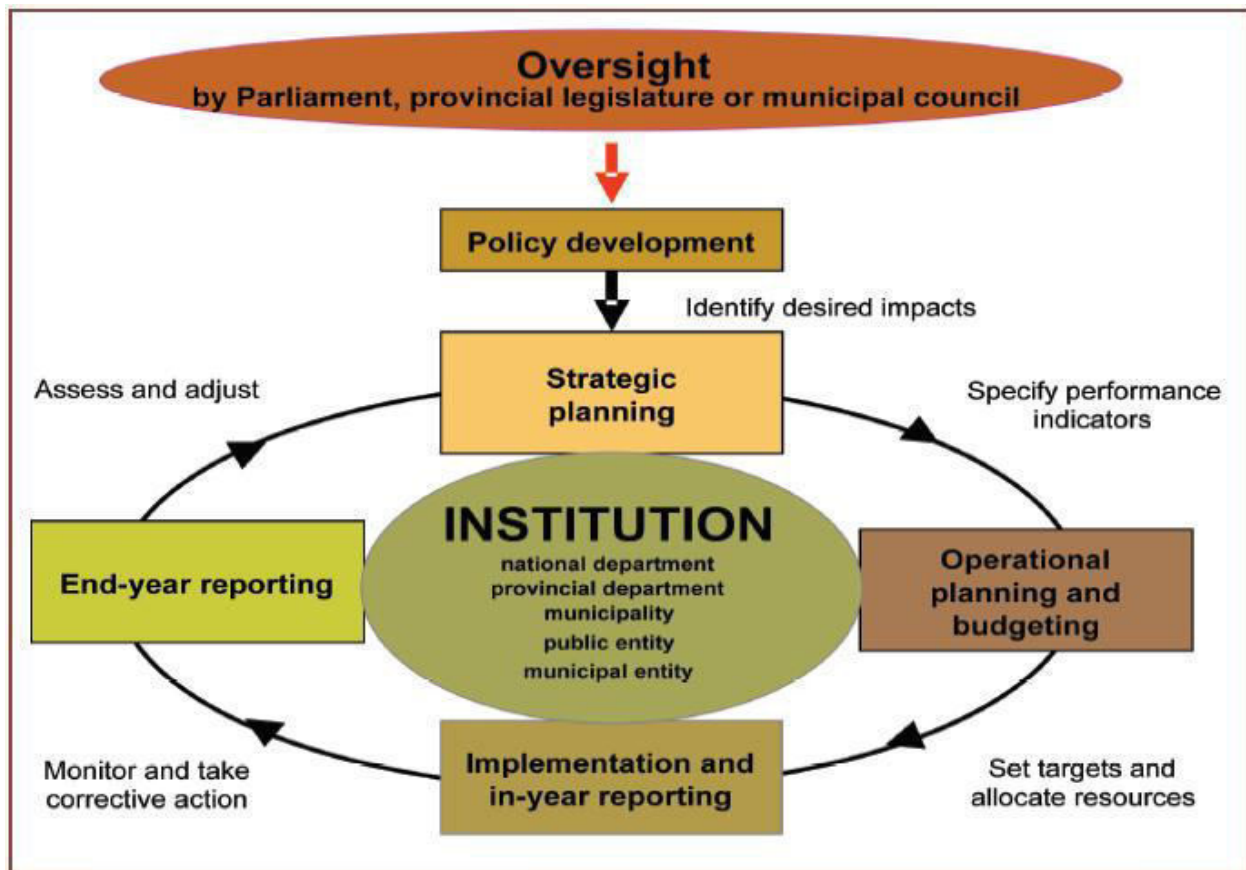 Oversight
by Parliament, provincial legislature or municipal council
Policy development
Identify desired impacts
Strategic
planning
Assess and adjust
Specify performance
indicators
INSTITUTION
national department
provincial department
municipality
public entity
municipal entity
End-year reporting
Operational
planning and
budgeting
Implementation and
in-year reporting
Monitor and take
corrective action
Set targets and
allocate resources